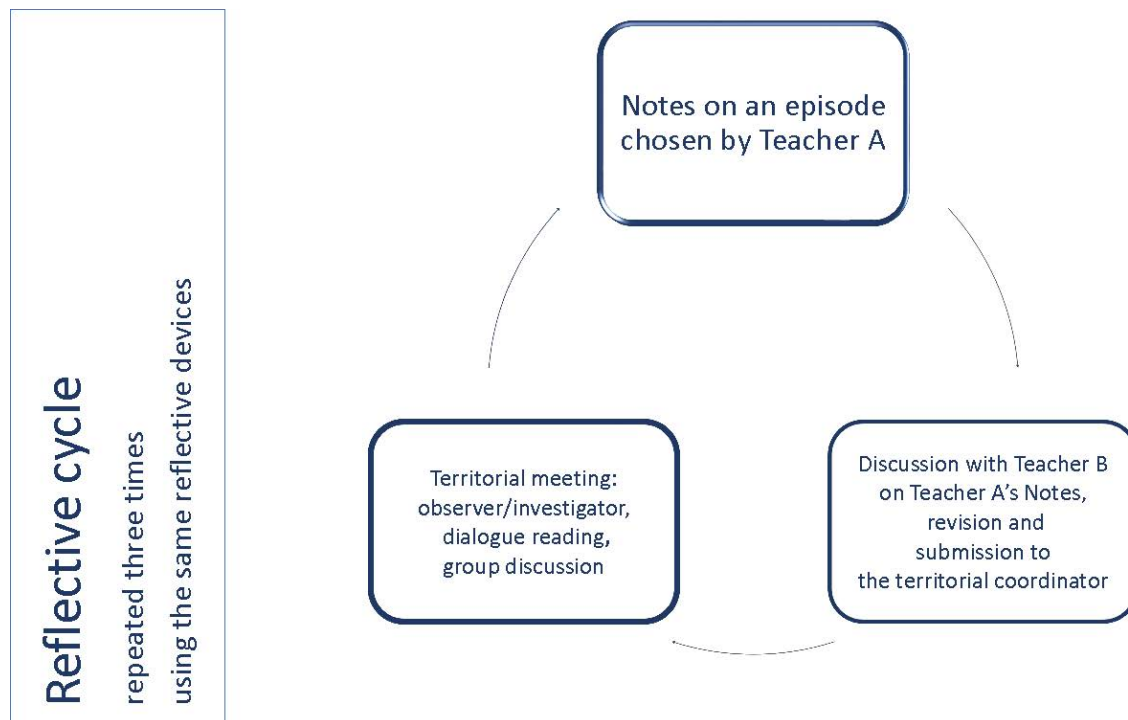 Reflective cycle
repeated three times
using the same reflective devices
Notes on an episode
chosen by Teacher A
Discussion with Teacher B
on Teacher A's Notes,
revision and
submission to
the territorial coordinator
Territorial meeting:
observer/investigator,
dialogue reading,
group discussion